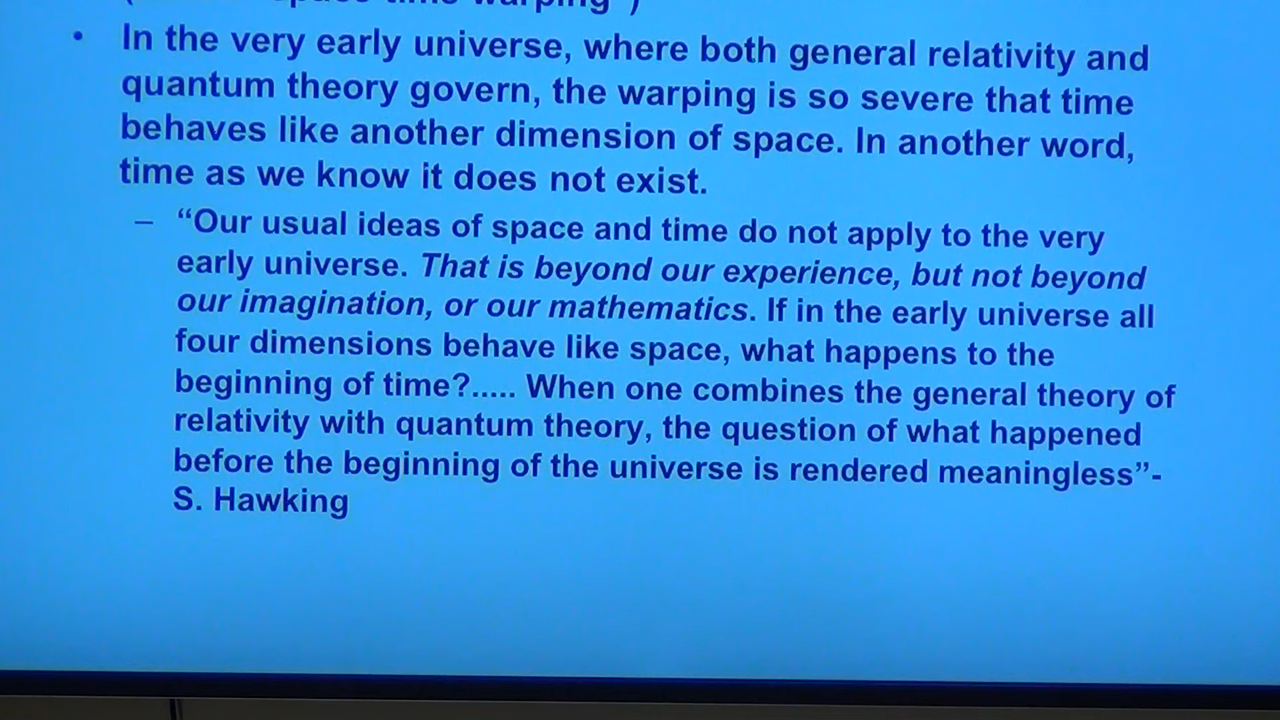 warping")
• In the very early universe, where both general relativity and
quantum theory govern, the warping is so severe that time
behaves like another dimension of space. In another word,
time as we know it does not exist.
– “Our usual ideas of space and time do not apply to the very
early universe. That is beyond our experience, but not beyond
our imagination, or our mathematics. If in the early universe all
four dimensions behave like space, what happens to the
beginning of time?..... When one combines the general theory of
relativity with quantum theory, the question of what happened
before the beginning of the universe is rendered meaningless”-
S. Hawking